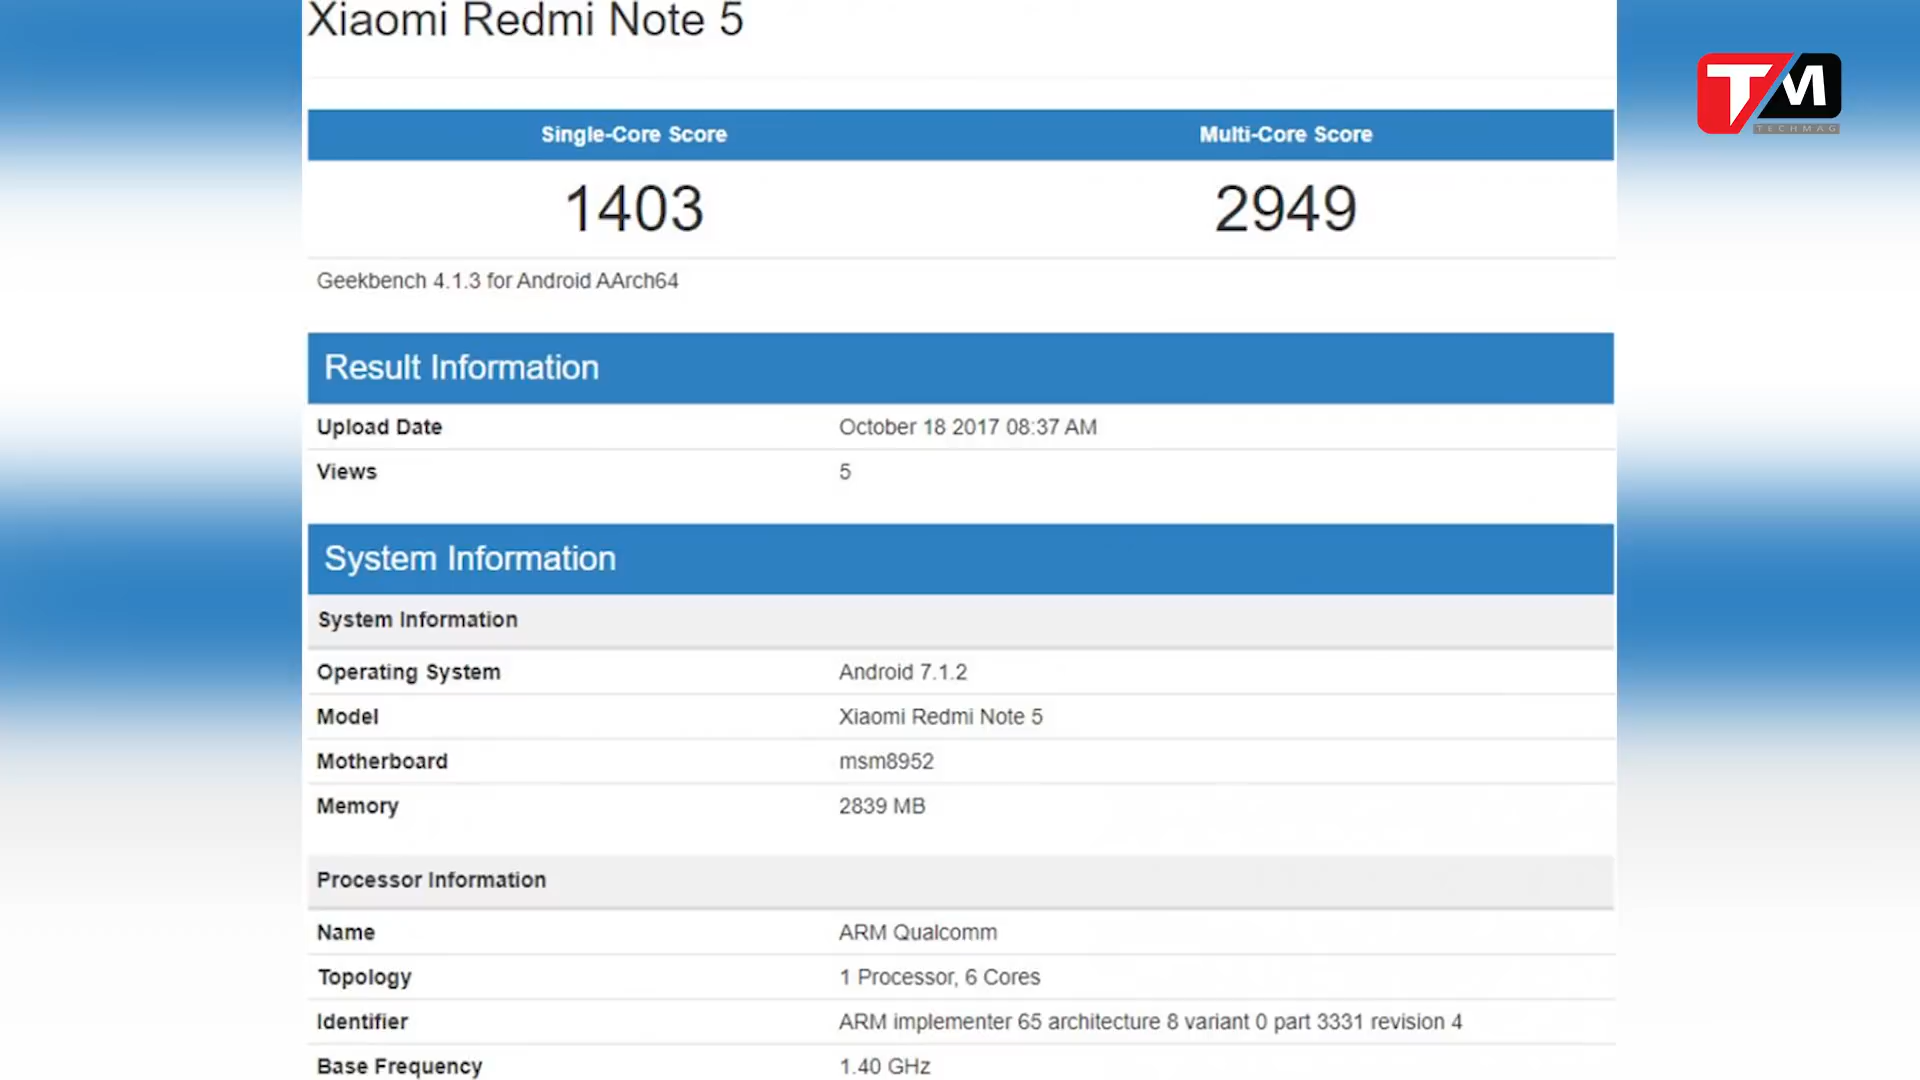 Xiaomi Redmi Note 5
TM
TECHMAG
Single-Core Score Multi-Core Score
1403 2949
Geekbench 4.1.3 for Android AArch64
Result Information
Upload Date October 18 2017 08:37 AM
Views 5
System Information
System Information
Operating System Android 7.1.2
Model Xiaomi Redmi Note 5
Motherboard msm8952
Memory 2839 MB
Processor Information
Name ARM Qualcomm
Topology 1 Processor, 6 Cores
Identifier ARM implementer 65 architecture 8 variant 0 part 3331 revision 4
Base Frequency 1.40 GHz